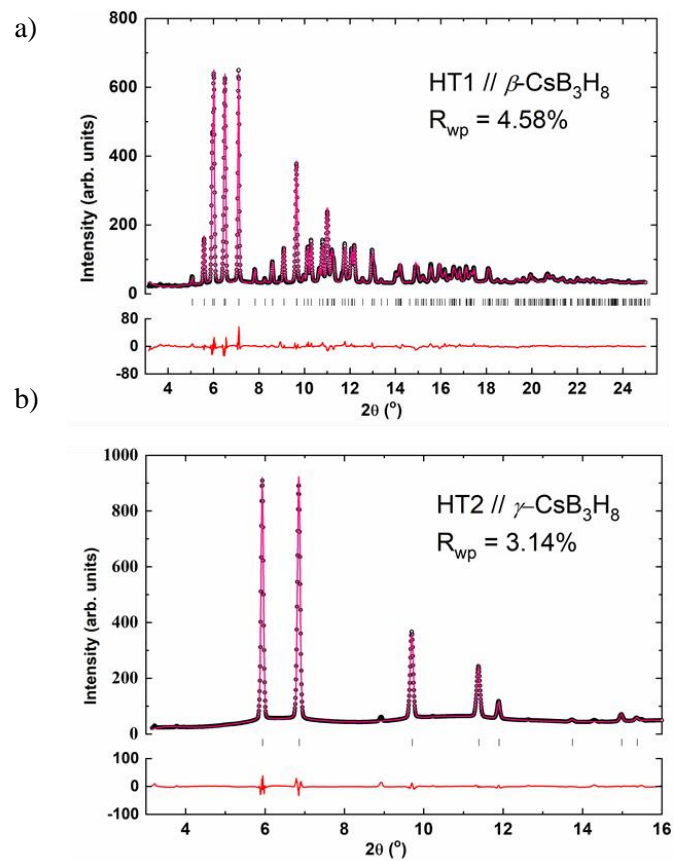 a)
800
600
400
200
0
80
0
-80
Intensity (arb. units)
HT1 // β-CsB₃H₈
Rwp = 4.58%
4 6 8 10 12 14 16 18 20 22 24
2θ (°)
b)
1000
900
800
600
400
200
0
100
0
-100
Intensity (arb. units)
HT2 // γ–CsB₃H₈
Rwp = 3.14%
4 6 8 10 12 14 16
2θ (°)